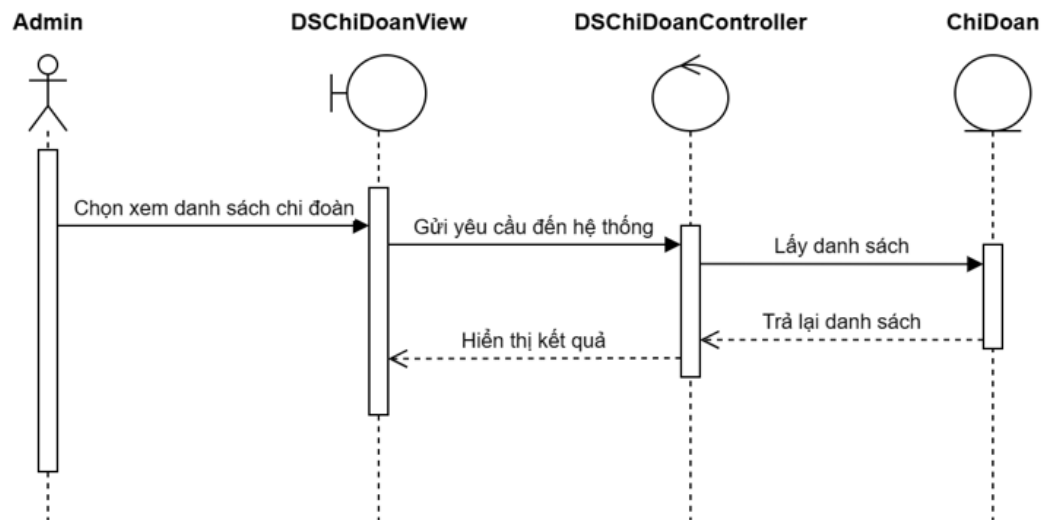 Admin
DSChiDoanView
DSChiDoanController
ChiDoan
Chọn xem danh sách chi đoàn
Gửi yêu cầu đến hệ thống
Lấy danh sách
Trả lại danh sách
Hiển thị kết quả